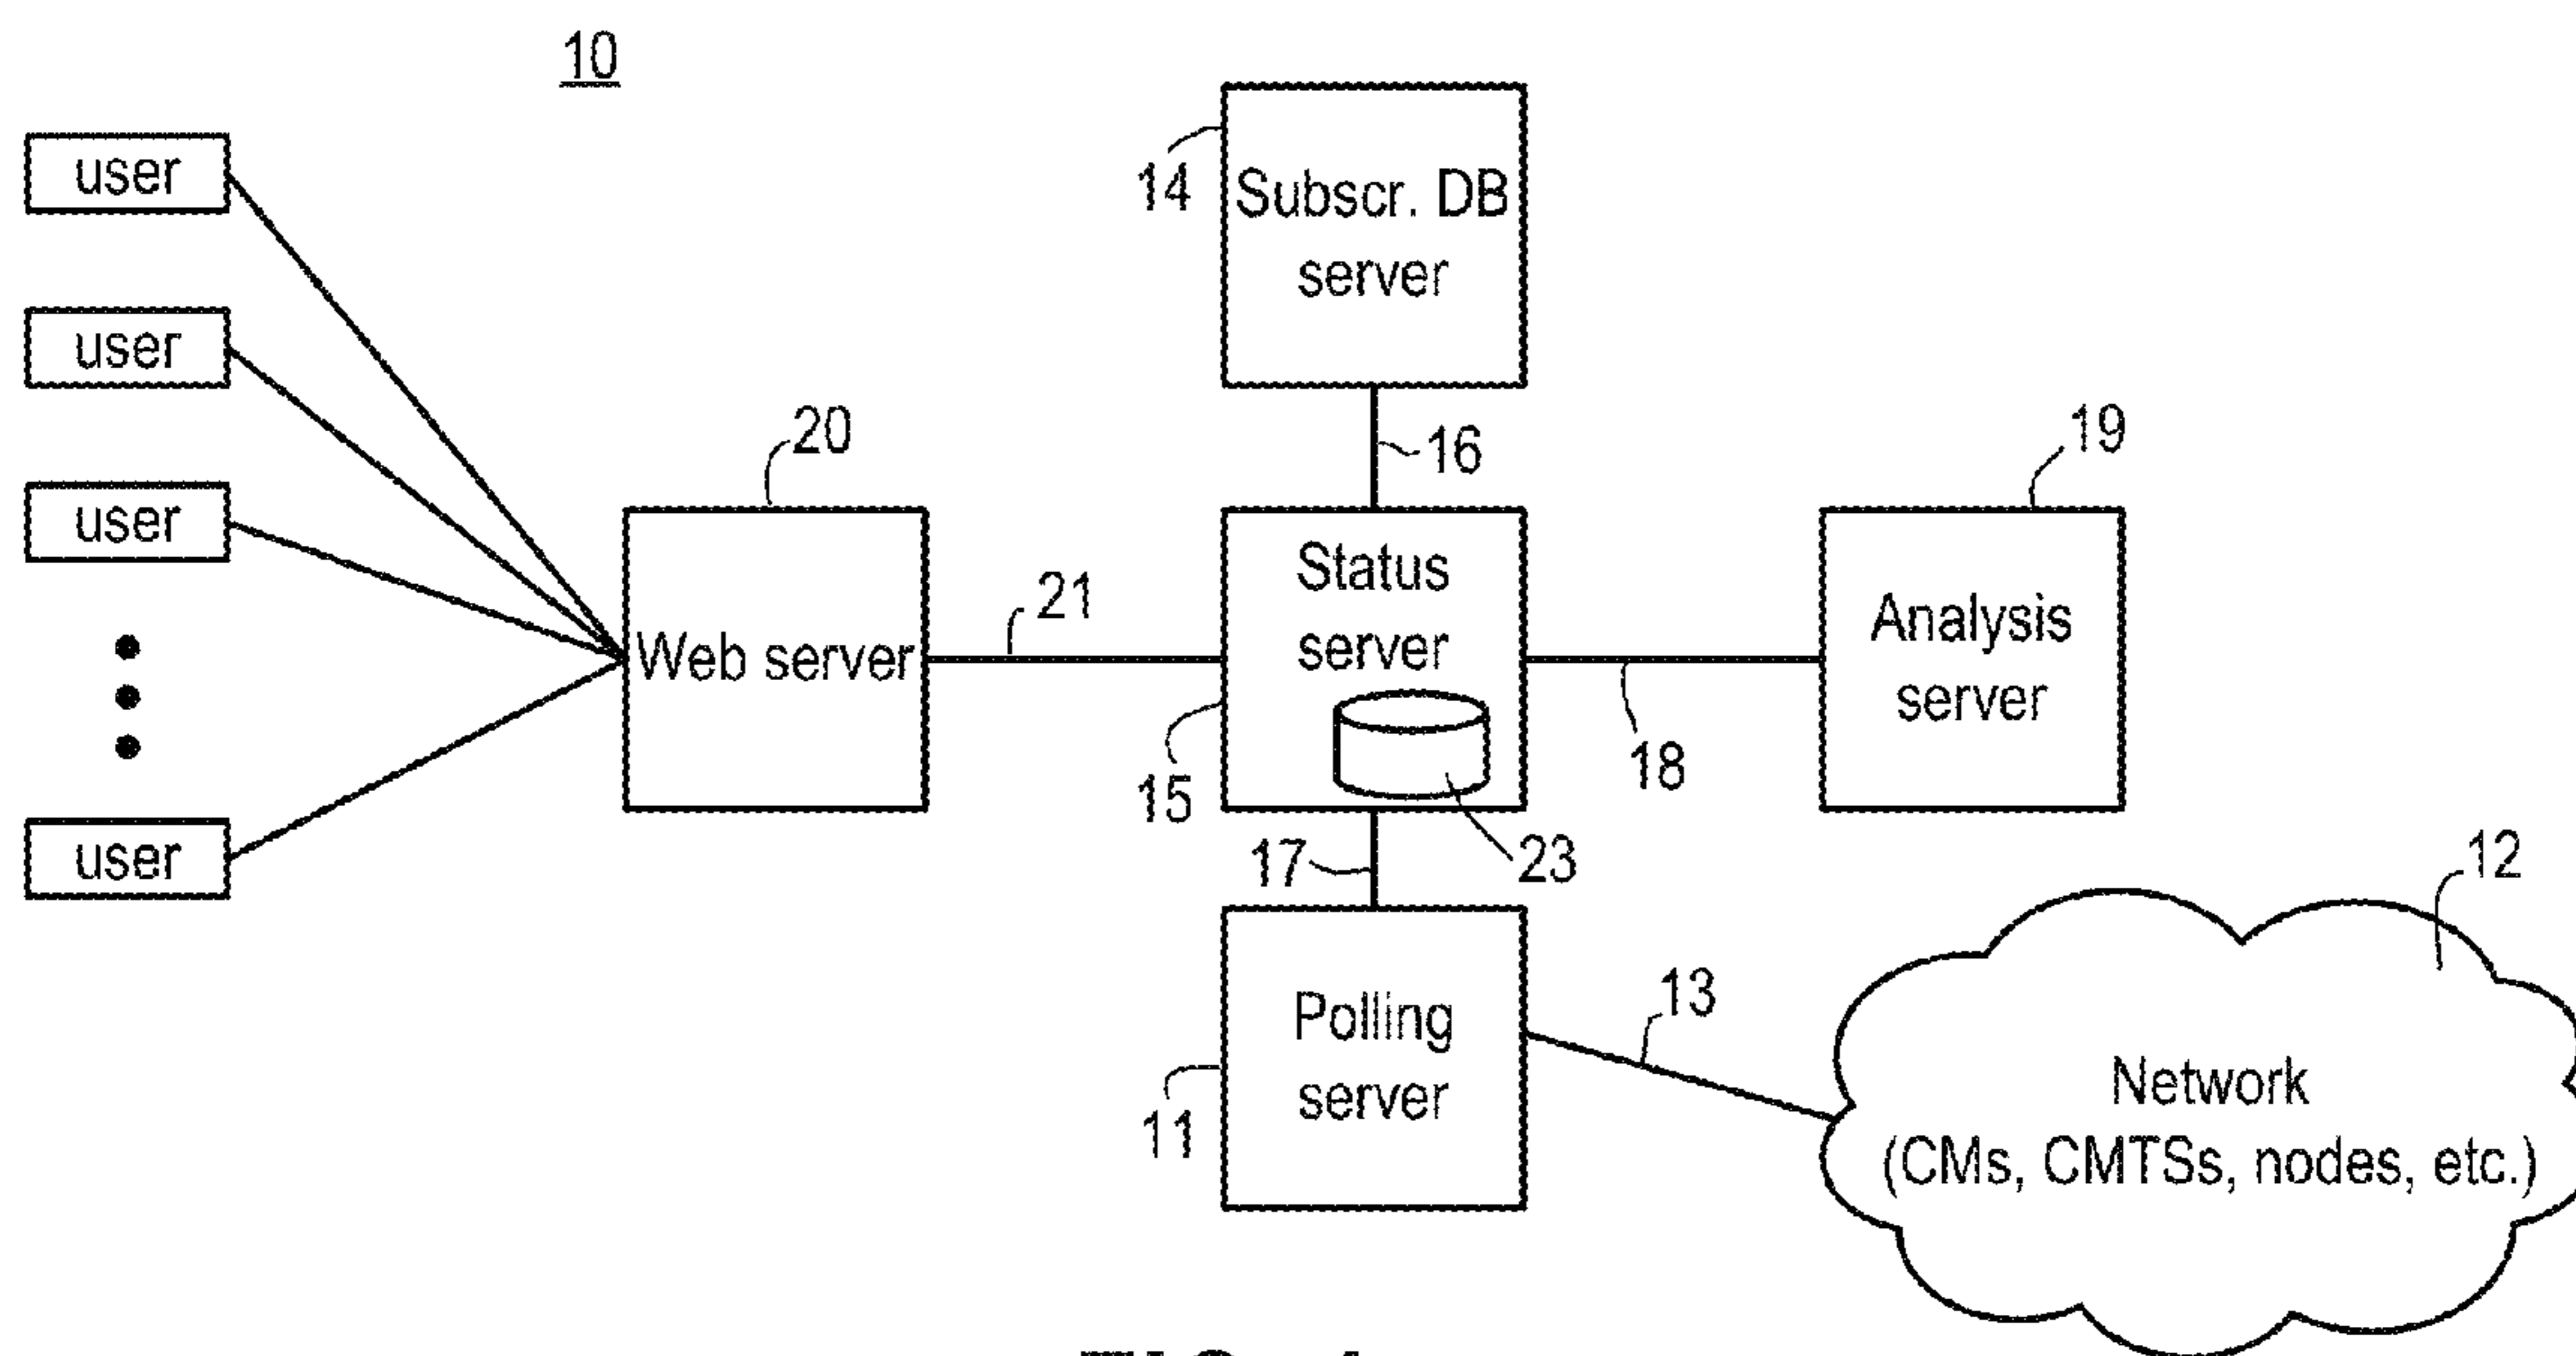 10
user
user
user
user
20
Web server
21
14
Subscr. DB
server
16
Status
server
15
23
18
19
Analysis
server
17
Polling
server
11
13
12
Network
(CMs, CMTSs, nodes, etc.)